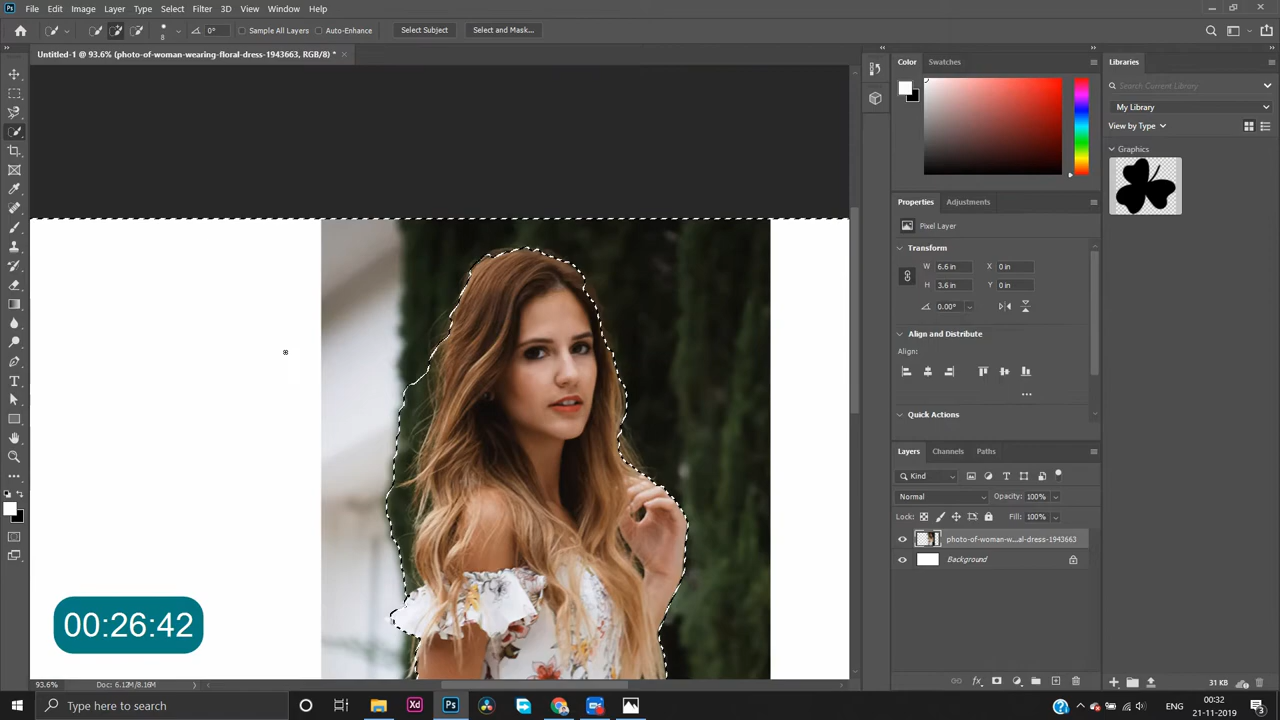 File Edit Image Layer Type Select Filter 3D View Window Help
8 0° Sample All Layers Auto-Enhance Select Subject Select and Mask...
Untitled-1 @ 93.6% (photo-of-woman-wearing-floral-dress-1943663, RGB/8) *
Color Swatches
Libraries
Search Current Library
My Library
View by Type
Graphics
Properties Adjustments
Pixel Layer
Transform
W 6.6 in X 0 in
H 3.6 in Y 0 in
0.00°
Align and Distribute
Align:
Quick Actions
Layers Channels Paths
Kind
Normal Opacity: 100%
Lock: Fill: 100%
photo-of-woman-w...al-dress-1943663
Background
00:26:42
93.6% Doc: 6.12M/8.16M
31 KB
Type here to search
Xd Ps
ENG 00:32
21-11-2019